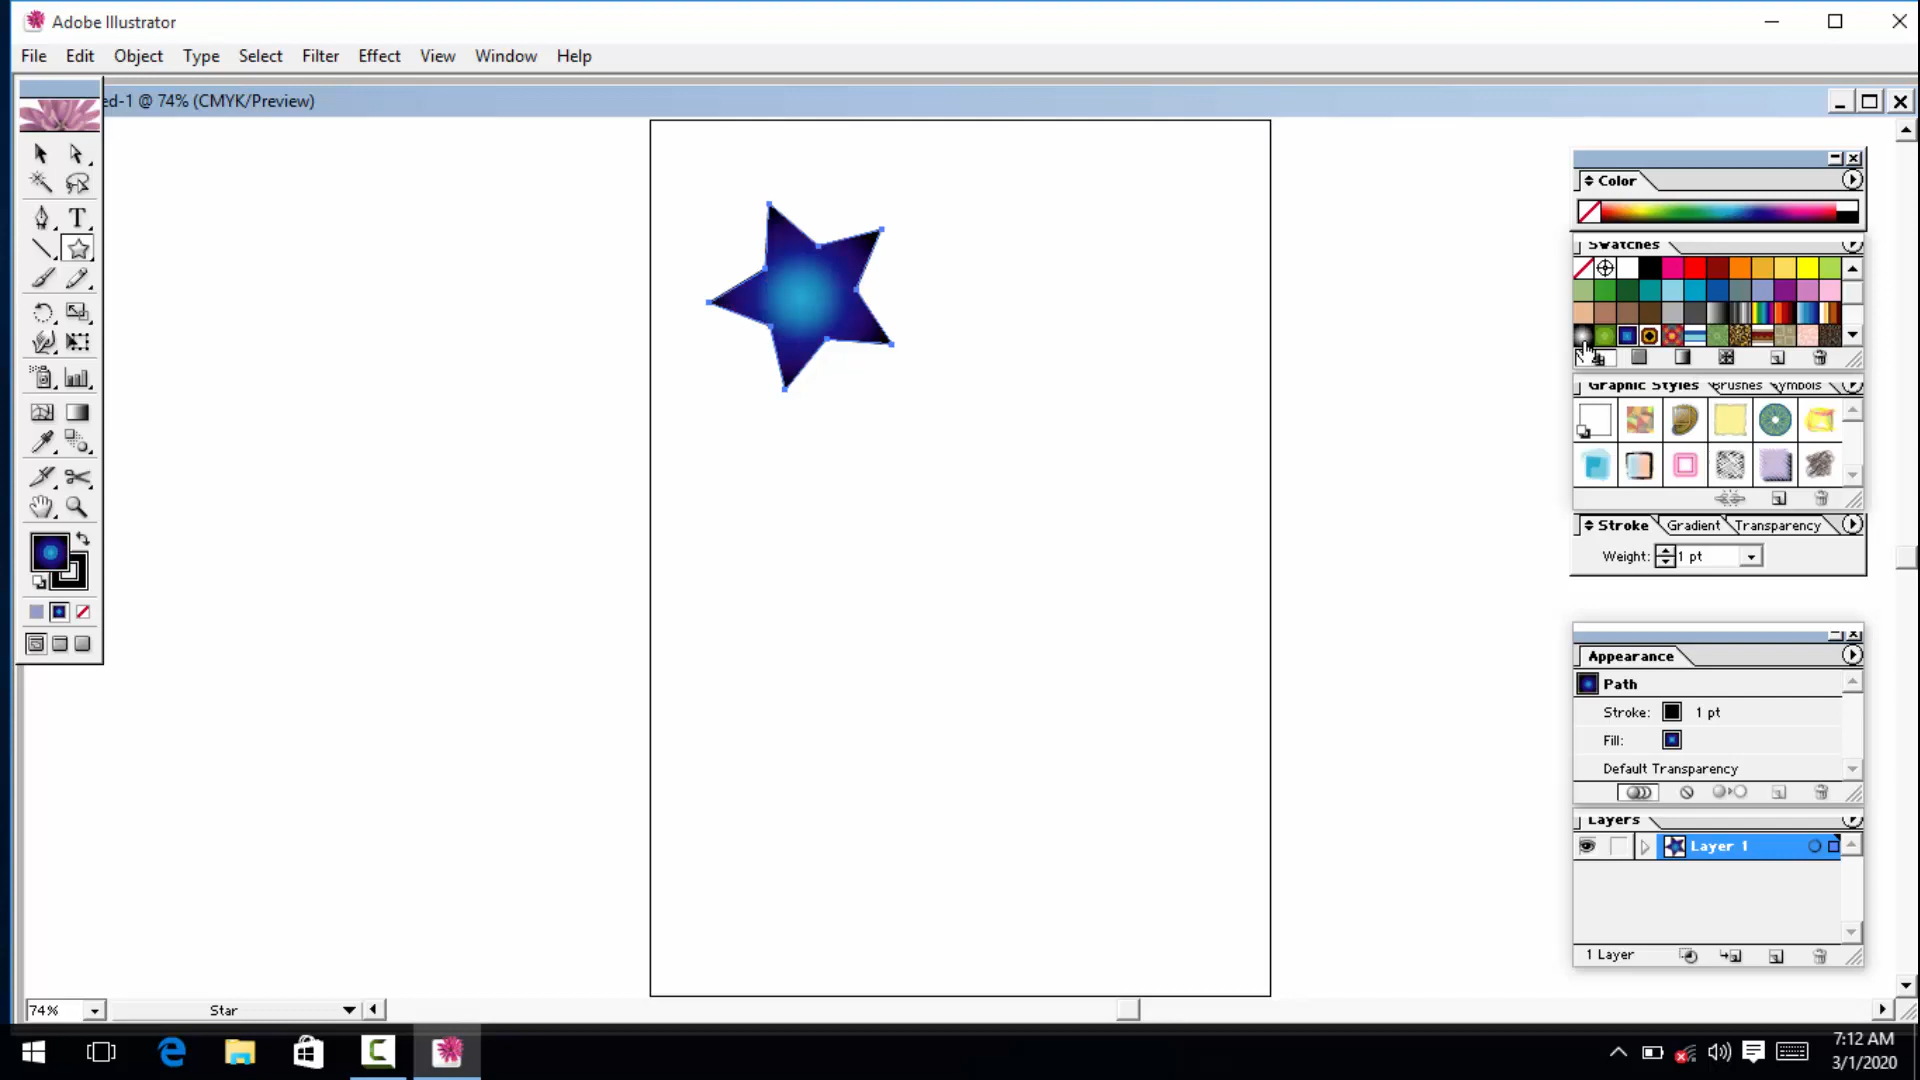 Adobe Illustrator
File Edit Object Type Select Filter Effect View Window Help
ed-1 @ 74% (CMYK/Preview)
T
Color
Swatches
Graphic Styles Brushes Symbols
Stroke Gradient Transparency
Weight: 1 pt
Appearance
Path
Stroke: 1 pt
Fill:
Default Transparency
Layers
Layer 1
1 Layer
74% Star
7:12 AM
3/1/2020